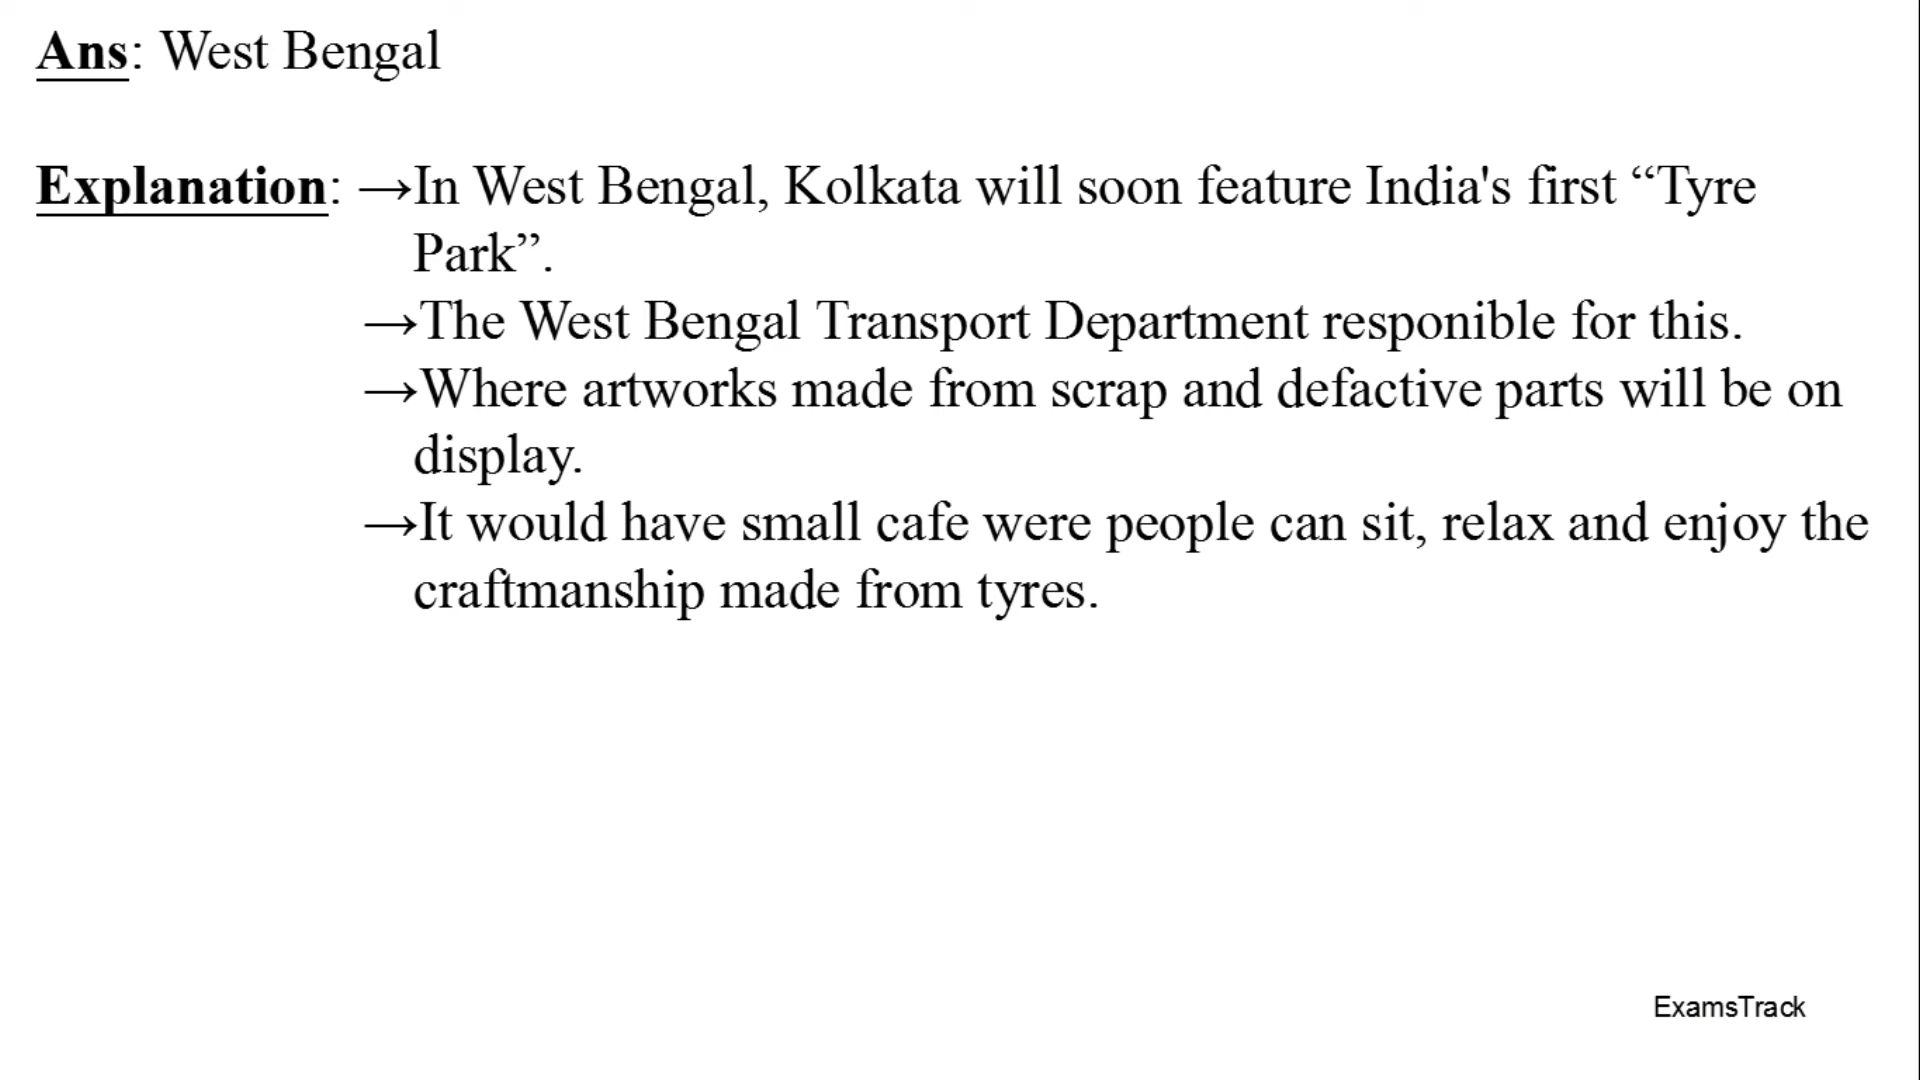 Ans: West Bengal
Explanation: →In West Bengal, Kolkata will soon feature India's first “Tyre
Park”.
→The West Bengal Transport Department responible for this.
→Where artworks made from scrap and defactive parts will be on
display.
→It would have small cafe were people can sit, relax and enjoy the
craftmanship made from tyres.
ExamsTrack